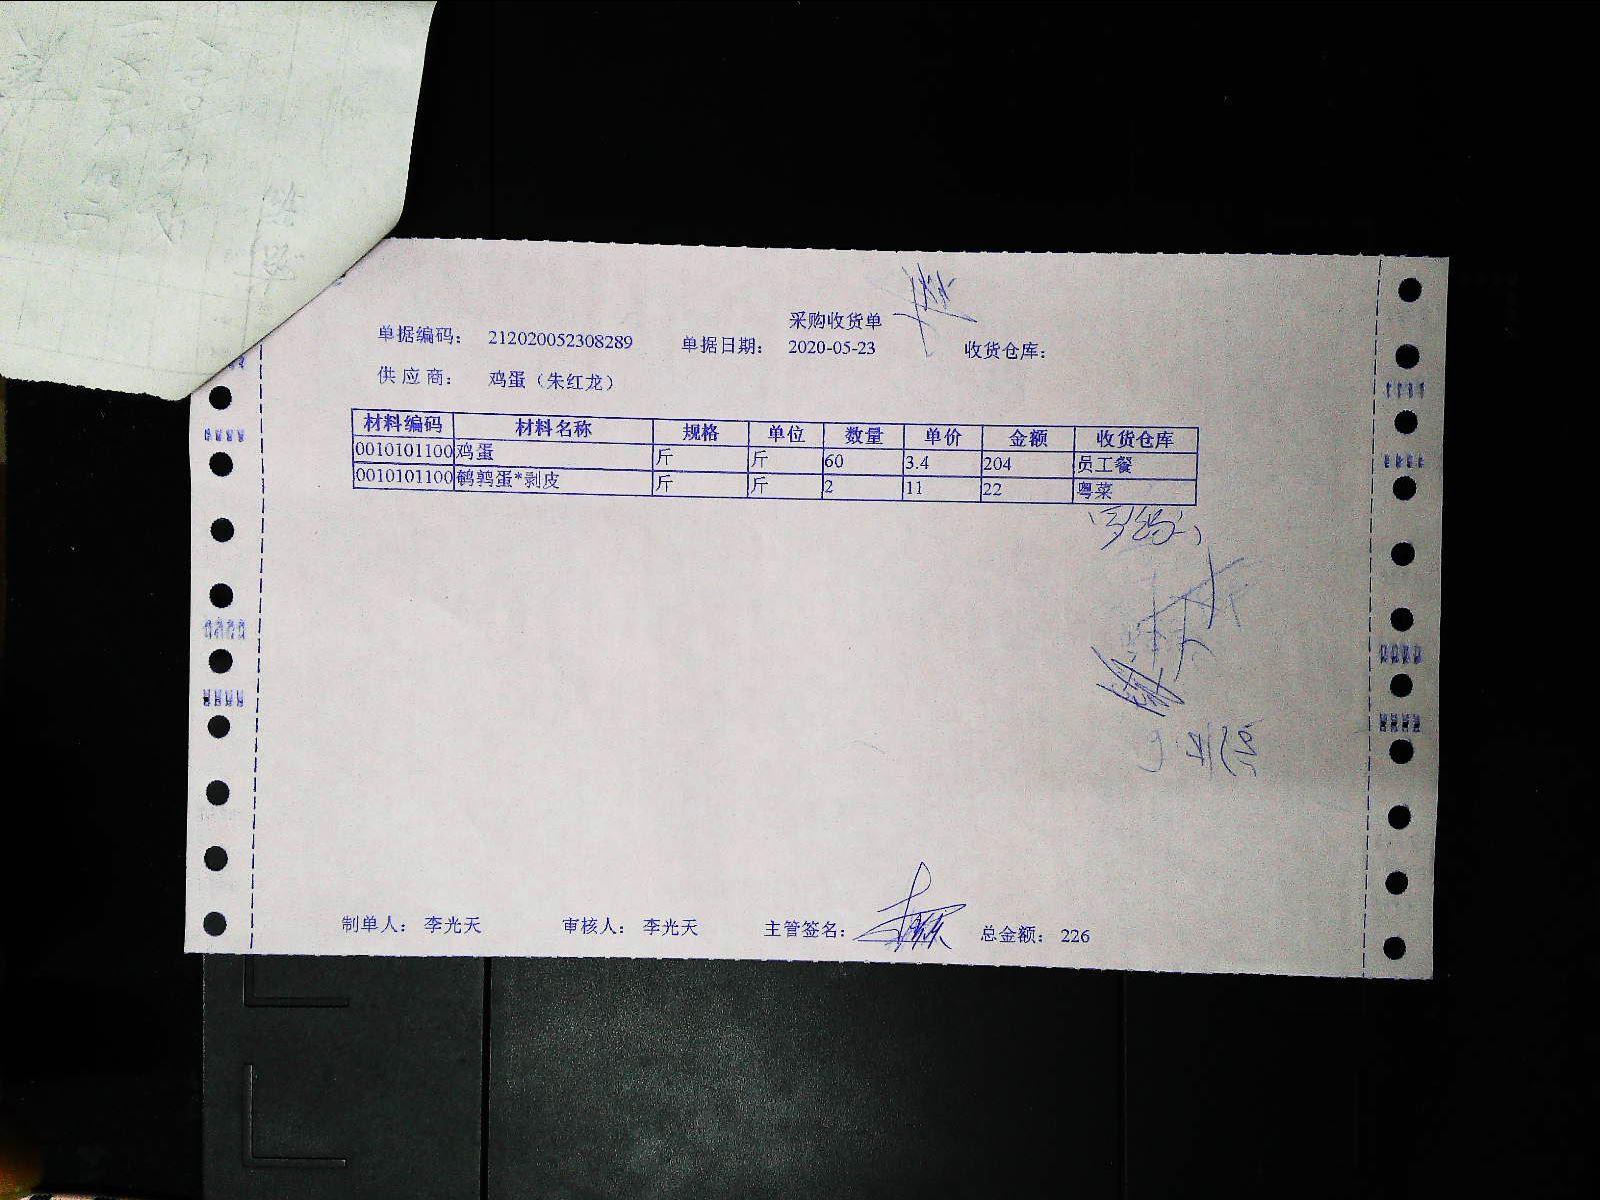 采购收货单
单据编码： 212020052308289 单据日期： 2020-05-23 收货仓库：
供 应 商： 鸡蛋（朱红龙）
材料编码 材料名称 规格 单位 数量 单价 金额 收货仓库
0010101100 鸡蛋 斤 斤 60 3.4 204 员工餐
0010101100 鹌鹑蛋*剥皮 斤 斤 2 11 22 粤菜
制单人： 李光天 审核人： 李光天 主管签名： 总金额： 226